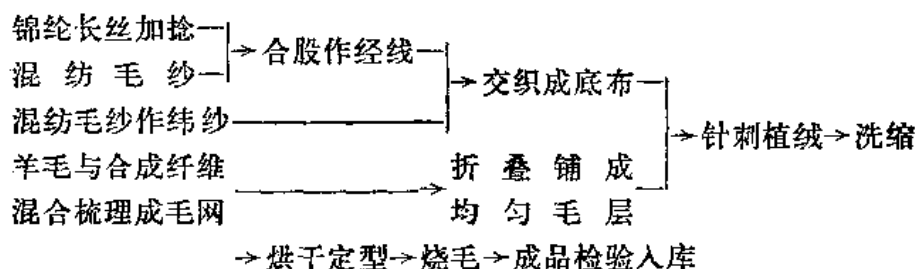 锦纶长丝加捻
混纺毛纱
→合股作经线
混纺毛纱作纬纱
→交织成底布
羊毛与合成纤维
混合梳理成毛网
→折叠铺成
均匀毛层
→针刺植绒→洗缩
→烘干定型→烧毛→成品检验入库